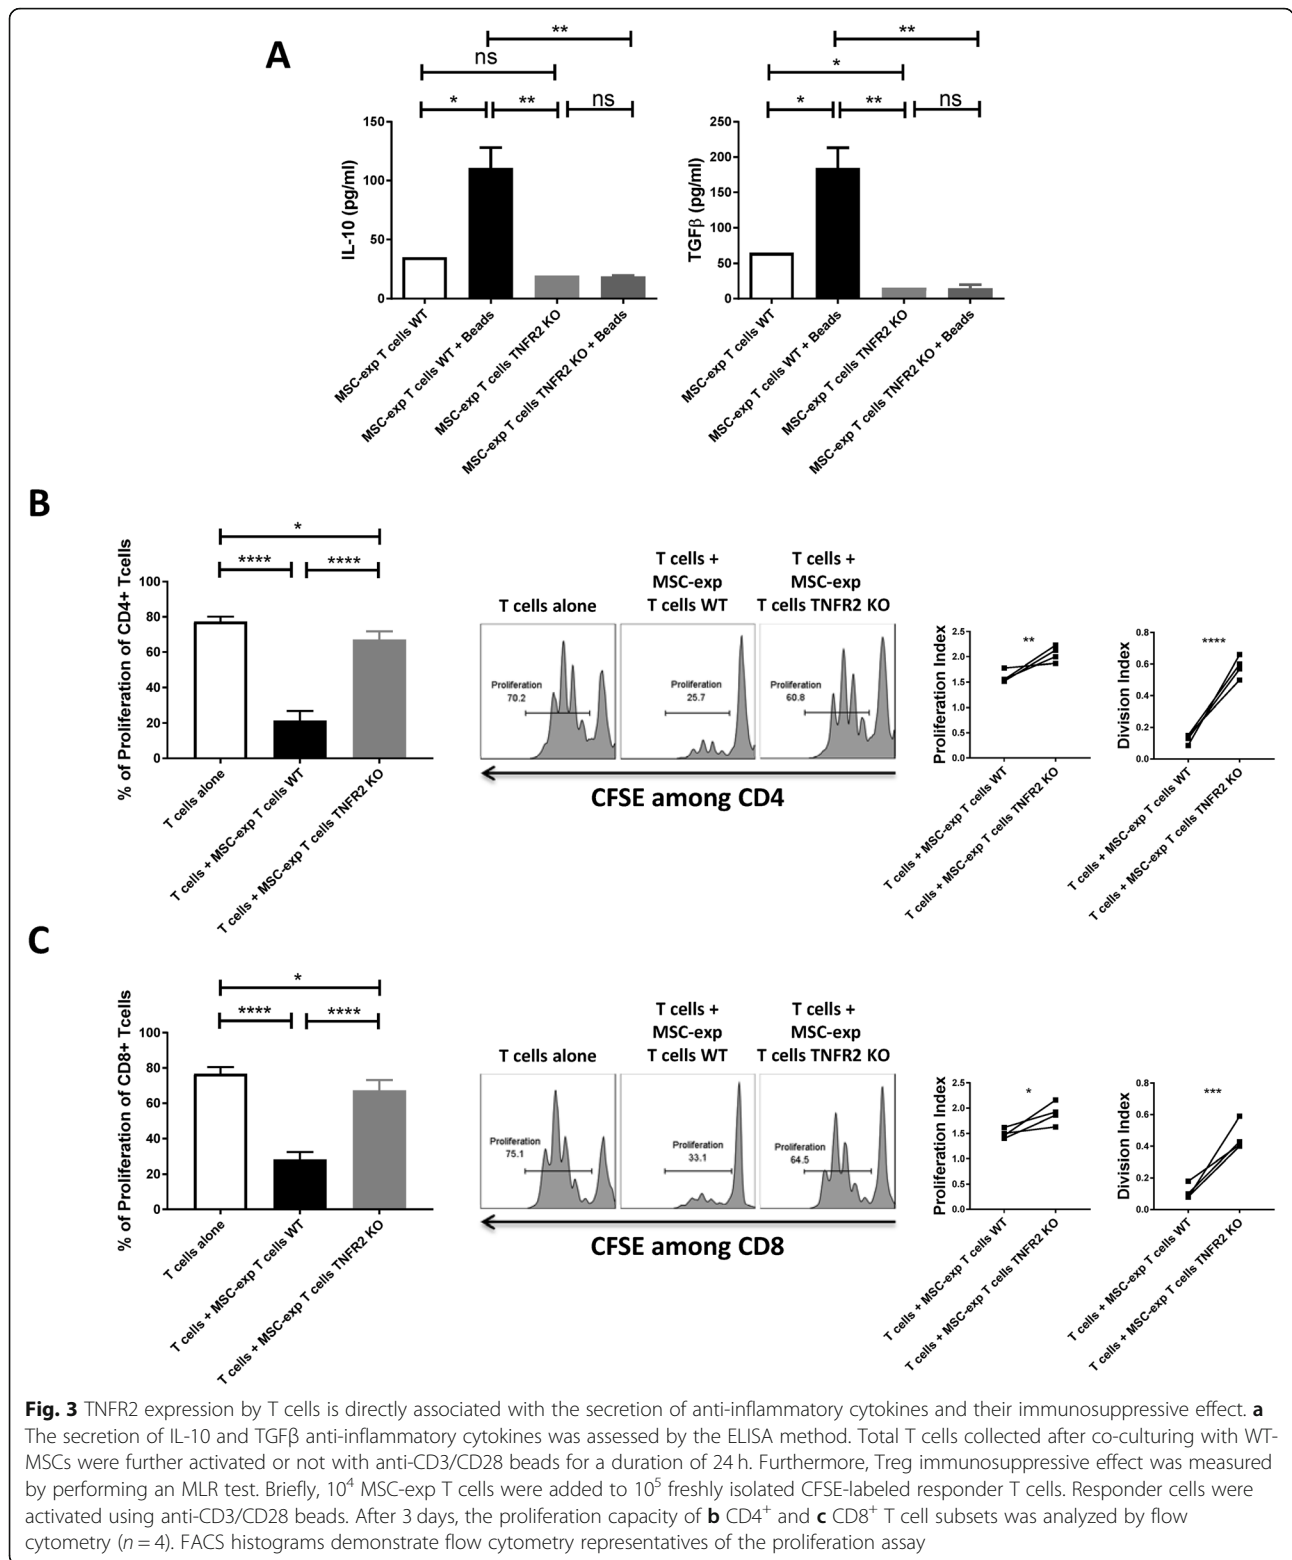 A
**
ns
*
**
ns
150
100
50
0
IL-10 (pg/ml)
MSC-exp T cells WT
MSC-exp T cells WT + Beads
MSC-exp T cells TNFR2 KO
MSC-exp T cells TNFR2 KO + Beads
**
*
*
**
ns
250
200
150
100
50
0
TGFβ (pg/ml)
MSC-exp T cells WT
MSC-exp T cells WT + Beads
MSC-exp T cells TNFR2 KO
MSC-exp T cells TNFR2 KO + Beads
B
*
****
****
100
80
60
40
20
0
% of Proliferation of CD4+ Tcells
T cells alone
T cells + MSC-exp T cells WT
T cells + MSC-exp T cells TNFR2 KO
T cells alone
T cells +
MSC-exp
T cells WT
T cells +
MSC-exp
T cells TNFR2 KO
Proliferation
70.2
Proliferation
25.7
Proliferation
60.8
CFSE among CD4
Proliferation Index
2.5
2.0
1.5
1.0
0.5
0.0
**
T cells + MSC-exp T cells WT
T cells + MSC-exp T cells TNFR2 KO
Division Index
0.8
0.6
0.4
0.2
0.0
****
T cells + MSC-exp T cells WT
T cells + MSC-exp T cells TNFR2 KO
C
*
****
****
100
80
60
40
20
0
% of Proliferation of CD8+ Tcells
T cells alone
T cells + MSC-exp T cells WT
T cells + MSC-exp T cells TNFR2 KO
T cells alone
T cells +
MSC-exp
T cells WT
T cells +
MSC-exp
T cells TNFR2 KO
Proliferation
75.1
Proliferation
33.1
Proliferation
64.5
CFSE among CD8
Proliferation Index
2.5
2.0
1.5
1.0
0.5
0.0
*
T cells + MSC-exp T cells WT
T cells + MSC-exp T cells TNFR2 KO
Division Index
0.8
0.6
0.4
0.2
0.0
***
T cells + MSC-exp T cells WT
T cells + MSC-exp T cells TNFR2 KO
Fig. 3 TNFR2 expression by T cells is directly associated with the secretion of anti-inflammatory cytokines and their immunosuppressive effect. a
The secretion of IL-10 and TGFβ anti-inflammatory cytokines was assessed by the ELISA method. Total T cells collected after co-culturing with WT-
MSCs were further activated or not with anti-CD3/CD28 beads for a duration of 24 h. Furthermore, Treg immunosuppressive effect was measured
by performing an MLR test. Briefly, 10⁴ MSC-exp T cells were added to 10⁵ freshly isolated CFSE-labeled responder T cells. Responder cells were
activated using anti-CD3/CD28 beads. After 3 days, the proliferation capacity of b CD4⁺ and c CD8⁺ T cell subsets was analyzed by flow
cytometry (n = 4). FACS histograms demonstrate flow cytometry representatives of the proliferation assay